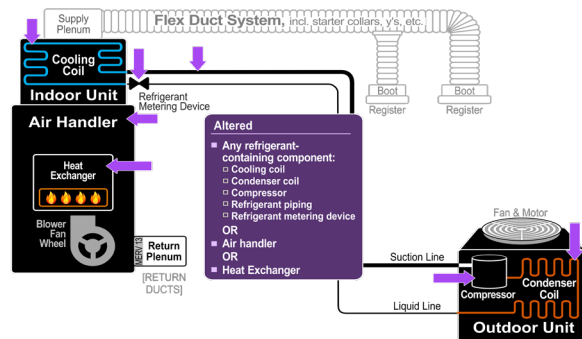 Supply
Plenum
Flex Duct System, incl. starter collars, y's, etc.
Cooling
Coil
Indoor Unit
Refrigerant
Metering Device
Boot
Register
Boot
Register
Air Handler
Heat
Exchanger
Blower
Fan
Wheel
MERV 13
Return
Plenum
[RETURN
DUCTS]
Altered
Any refrigerant-
containing component:
Cooling coil
Condenser coil
Compressor
Refrigerant piping
Refrigerant metering device
OR
Air handler
OR
Heat Exchanger
Fan & Motor
Suction Line
Liquid Line
Compressor
Condenser
Coil
Outdoor Unit